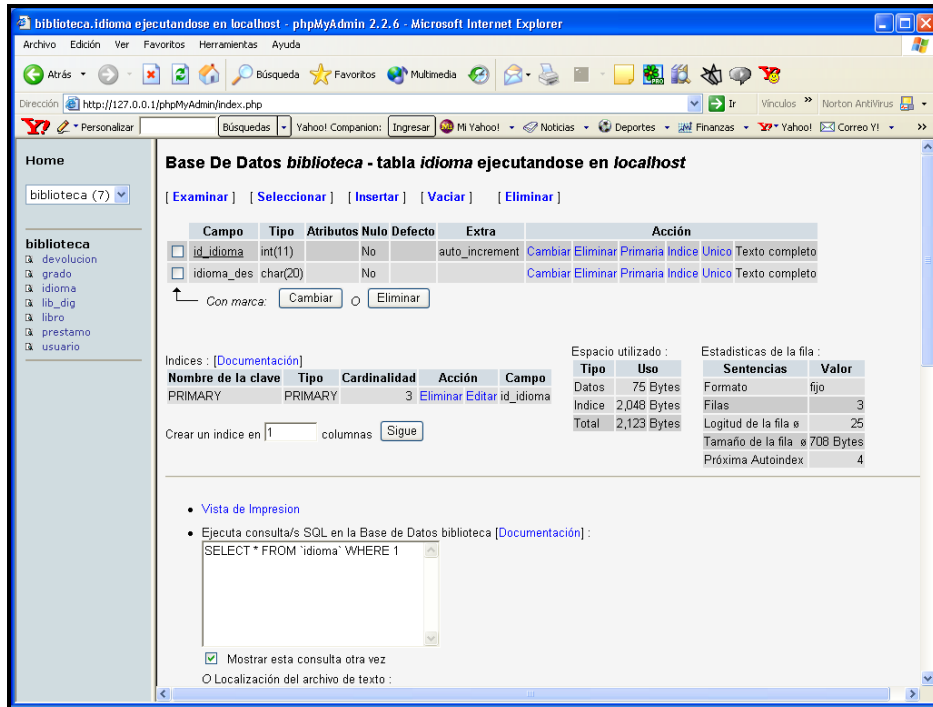 biblioteca.idioma ejecutandose en localhost - phpMyAdmin 2.2.6 - Microsoft Internet Explorer
Archivo Edición Ver Favoritos Herramientas Ayuda
Atrás Búsqueda Favoritos Multimedia
Dirección http://127.0.0.1/phpMyAdmin/index.php Ir Vínculos » Norton AntiVirus
Y! Personalizar Búsquedas Yahoo! Companion: Ingresar Mi Yahoo! Noticias Deportes Finanzas Yahoo! Correo Y! »
Home
biblioteca (7)
biblioteca
devolucion
grado
idioma
lib_dig
libro
prestamo
usuario
Base De Datos biblioteca - tabla idioma ejecutandose en localhost
[ Examinar ] [ Seleccionar ] [ Insertar ] [ Vaciar ] [ Eliminar ]
Campo Tipo Atributos Nulo Defecto Extra Acción
id_idioma int(11) No auto_increment Cambiar Eliminar Primaria Indice Unico Texto completo
idioma_des char(20) No Cambiar Eliminar Primaria Indice Unico Texto completo
Con marca: Cambiar O Eliminar
Indices : [Documentación]
Nombre de la clave Tipo Cardinalidad Acción Campo
PRIMARY PRIMARY 3 Eliminar Editar id_idioma
Crear un indice en 1 columnas Sigue
Espacio utilizado :
Tipo Uso
Datos 75 Bytes
Indice 2,048 Bytes
Total 2,123 Bytes
Estadisticas de la fila :
Sentencias Valor
Formato fijo
Filas 3
Logitud de la fila ø 25
Tamaño de la fila ø 708 Bytes
Próxima Autoindex 4
Vista de Impresion
Ejecuta consulta/s SQL en la Base de Datos biblioteca [Documentación] :
SELECT * FROM `idioma` WHERE 1
Mostrar esta consulta otra vez
O Localización del archivo de texto :